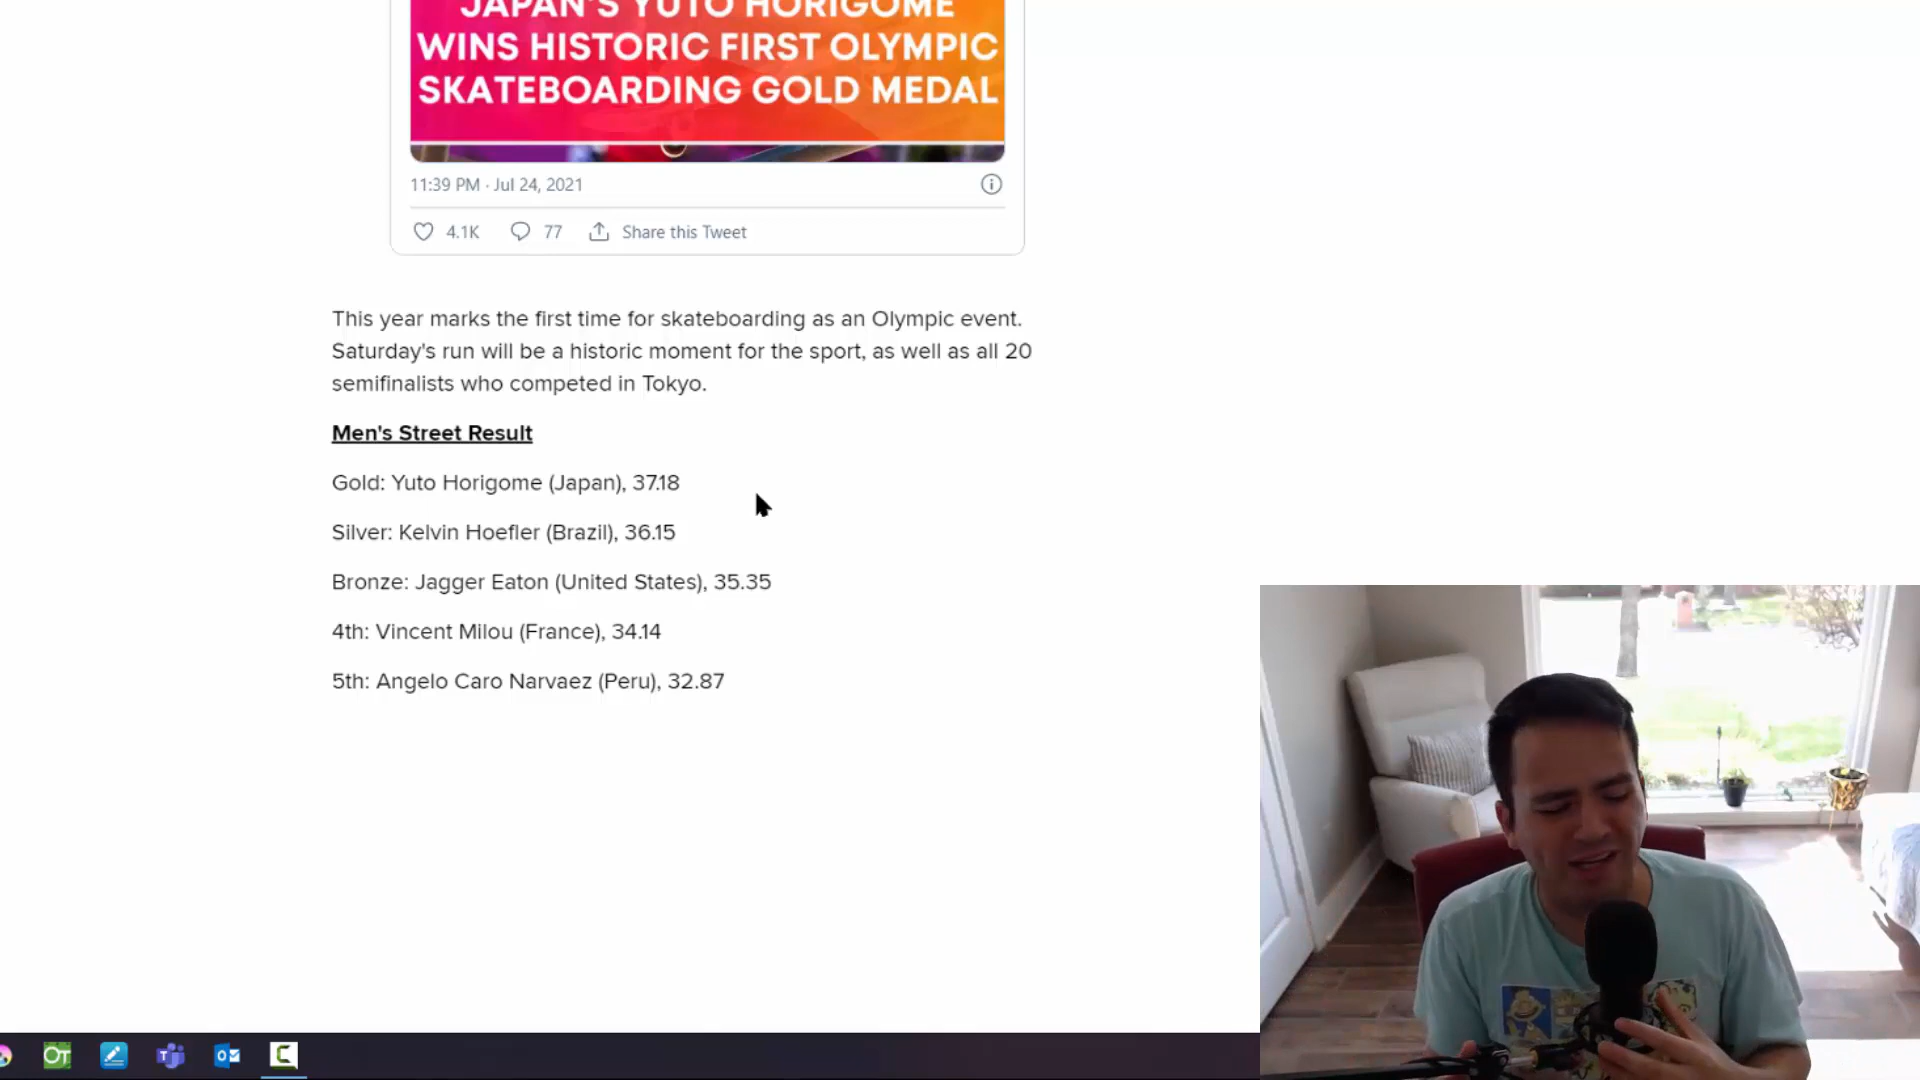 JAPAN'S YUTO HORIGOME
WINS HISTORIC FIRST OLYMPIC
SKATEBOARDING GOLD MEDAL
11:39 PM · Jul 24, 2021
4.1K 77 Share this Tweet
This year marks the first time for skateboarding as an Olympic event.
Saturday's run will be a historic moment for the sport, as well as all 20
semifinalists who competed in Tokyo.
Men's Street Result
Gold: Yuto Horigome (Japan), 37.18
Silver: Kelvin Hoefler (Brazil), 36.15
Bronze: Jagger Eaton (United States), 35.35
4th: Vincent Milou (France), 34.14
5th: Angelo Caro Narvaez (Peru), 32.87
OT